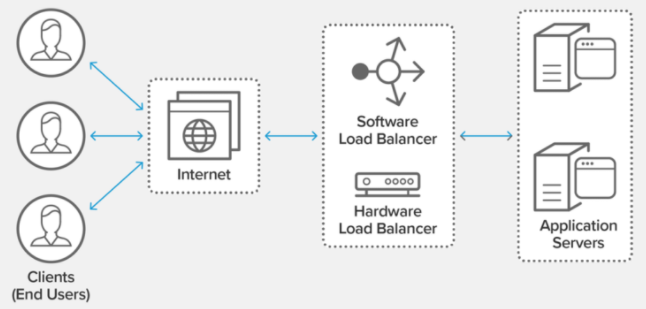 Clients
(End Users)
Internet
Software
Load Balancer
Hardware
Load Balancer
Application
Servers